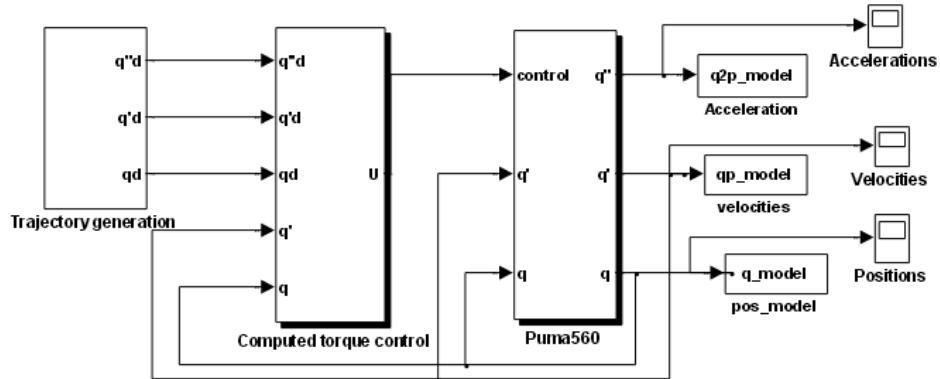 q''d
q'd
qd
Trajectory generation
q''d
q'd
qd
q'
q
U
Computed torque control
control
q'
q
q''
q'
q
Puma560
Accelerations
q2p_model
Acceleration
Velocities
qp_model
velocities
Positions
q_model
pos_model